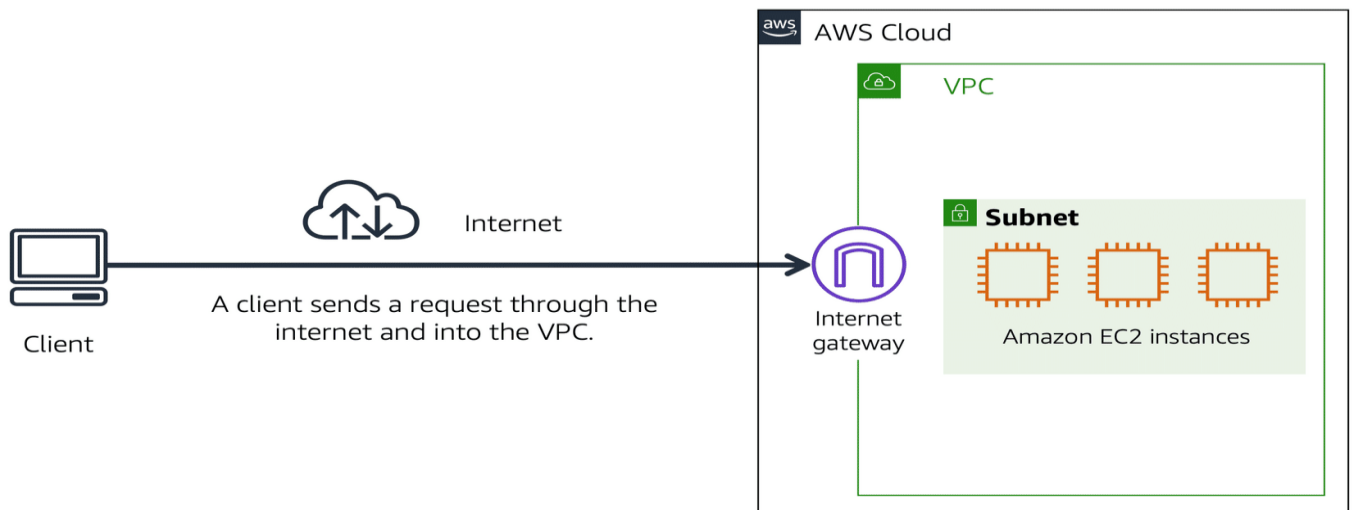 aws
AWS Cloud
VPC
Internet
Subnet
A client sends a request through the
internet and into the VPC.
Client
Internet
gateway
Amazon EC2 instances